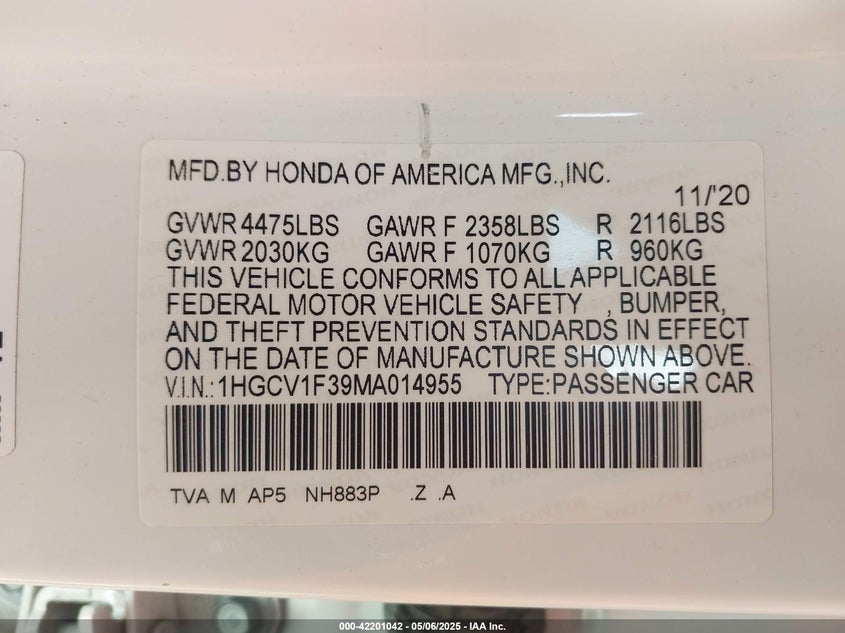 MFD.BY HONDA OF AMERICA MFG.,INC.
11/'20
GVWR 4475LBS GAWR F 2358LBS R 2116LBS
GVWR 2030KG GAWR F 1070KG R 960KG
THIS VEHICLE CONFORMS TO ALL APPLICABLE
FEDERAL MOTOR VEHICLE SAFETY , BUMPER,
AND THEFT PREVENTION STANDARDS IN EFFECT
ON THE DATE OF MANUFACTURE SHOWN ABOVE.
V.I.N.:1HGCV1F39MA014955 TYPE:PASSENGER CAR
TVA M AP5 NH883P .Z .A
000-42201042 - 05/06/2025 - IAA Inc.